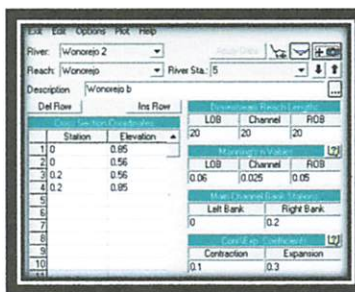 Exit Edit Options Plot Help
River: Wonorejo 2
Reach: Wonorejo River Sta.: 5
Description Wonorejo b ...
Del Row Ins Row
Cross Section Coordinates
Station Elevation
1 0 0.85
2 0 0.56
3 0.2 0.56
4 0.2 0.85
5
6
7
8
9
10
Downstream Reach Lengths
LOB Channel ROB
20 20 20
Manning's n Values ?
LOB Channel ROB
0.06 0.025 0.05
Main Channel Bank Stations
Left Bank Right Bank
0 0.2
Cont\Exp Coefficients ?
Contraction Expansion
0.1 0.3